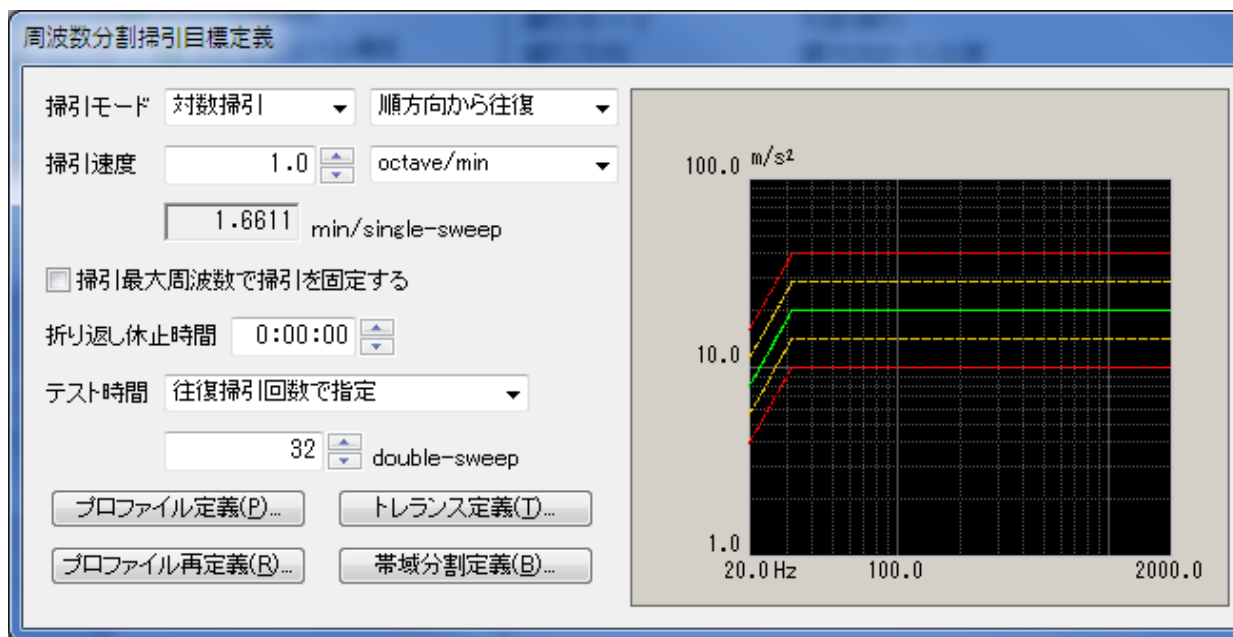 周波数分割掃引目標定義
掃引モード 対数掃引 順方向から往復
掃引速度 1.0 octave/min
1.6611 min/single-sweep
掃引最大周波数で掃引を固定する
折り返し休止時間 0:00:00
テスト時間 往復掃引回数で指定
32 double-sweep
プロファイル定義(P)... トレランス定義(T)...
プロファイル再定義(R)... 帯域分割定義(B)...
100.0 m/s²
10.0
1.0
20.0 Hz 100.0 2000.0